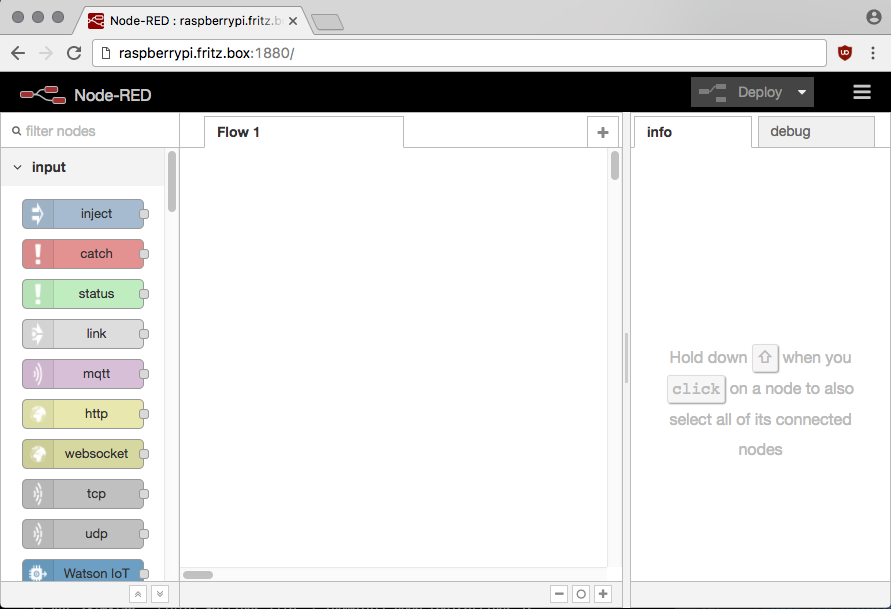 Node-RED : raspberrypi.fritz.b
raspberrypi.fritz.box:1880/
Node-RED
Deploy
filter nodes
Flow 1
info
debug
input
inject
catch
status
link
mqtt
http
websocket
tcp
udp
Watson IoT
Hold down ⇧ when you
click on a node to also
select all of its connected
nodes